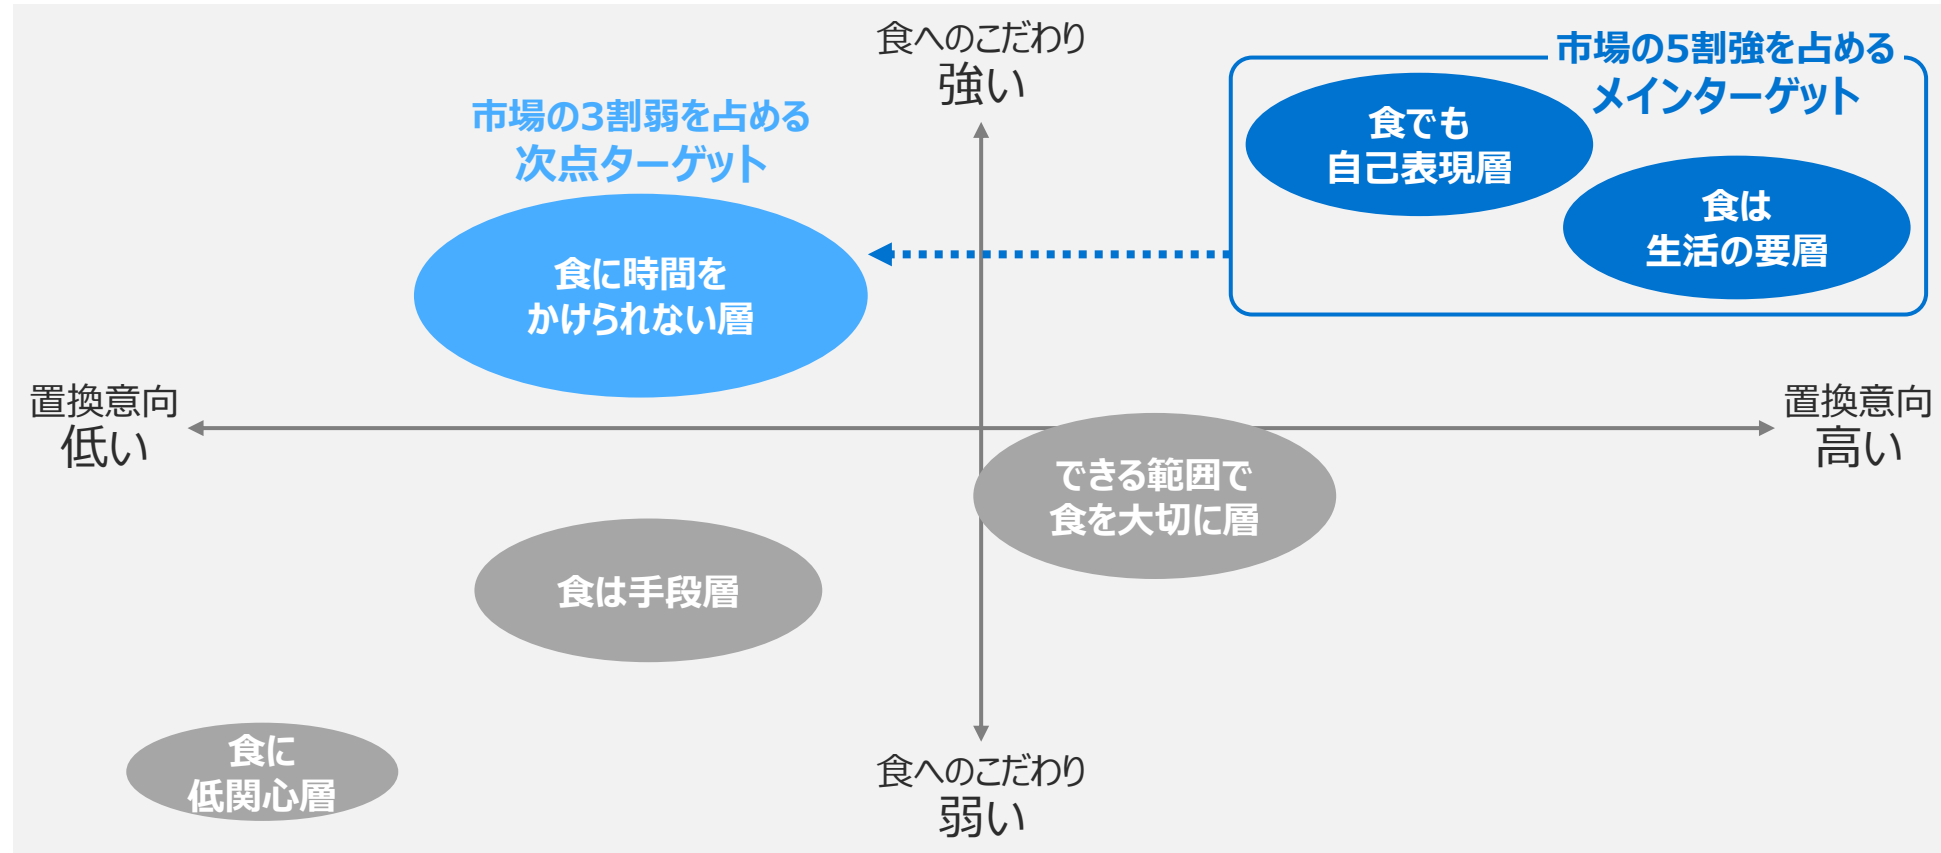 食へのこだわり
強い
市場の5割強を占める
メインターゲット
食でも
自己表現層
食は
生活の要層
市場の3割弱を占める
次点ターゲット
食に時間を
かけられない層
置換意向
低い
置換意向
高い
できる範囲で
食を大切に層
食は手段層
食に
低関心層
食へのこだわり
弱い